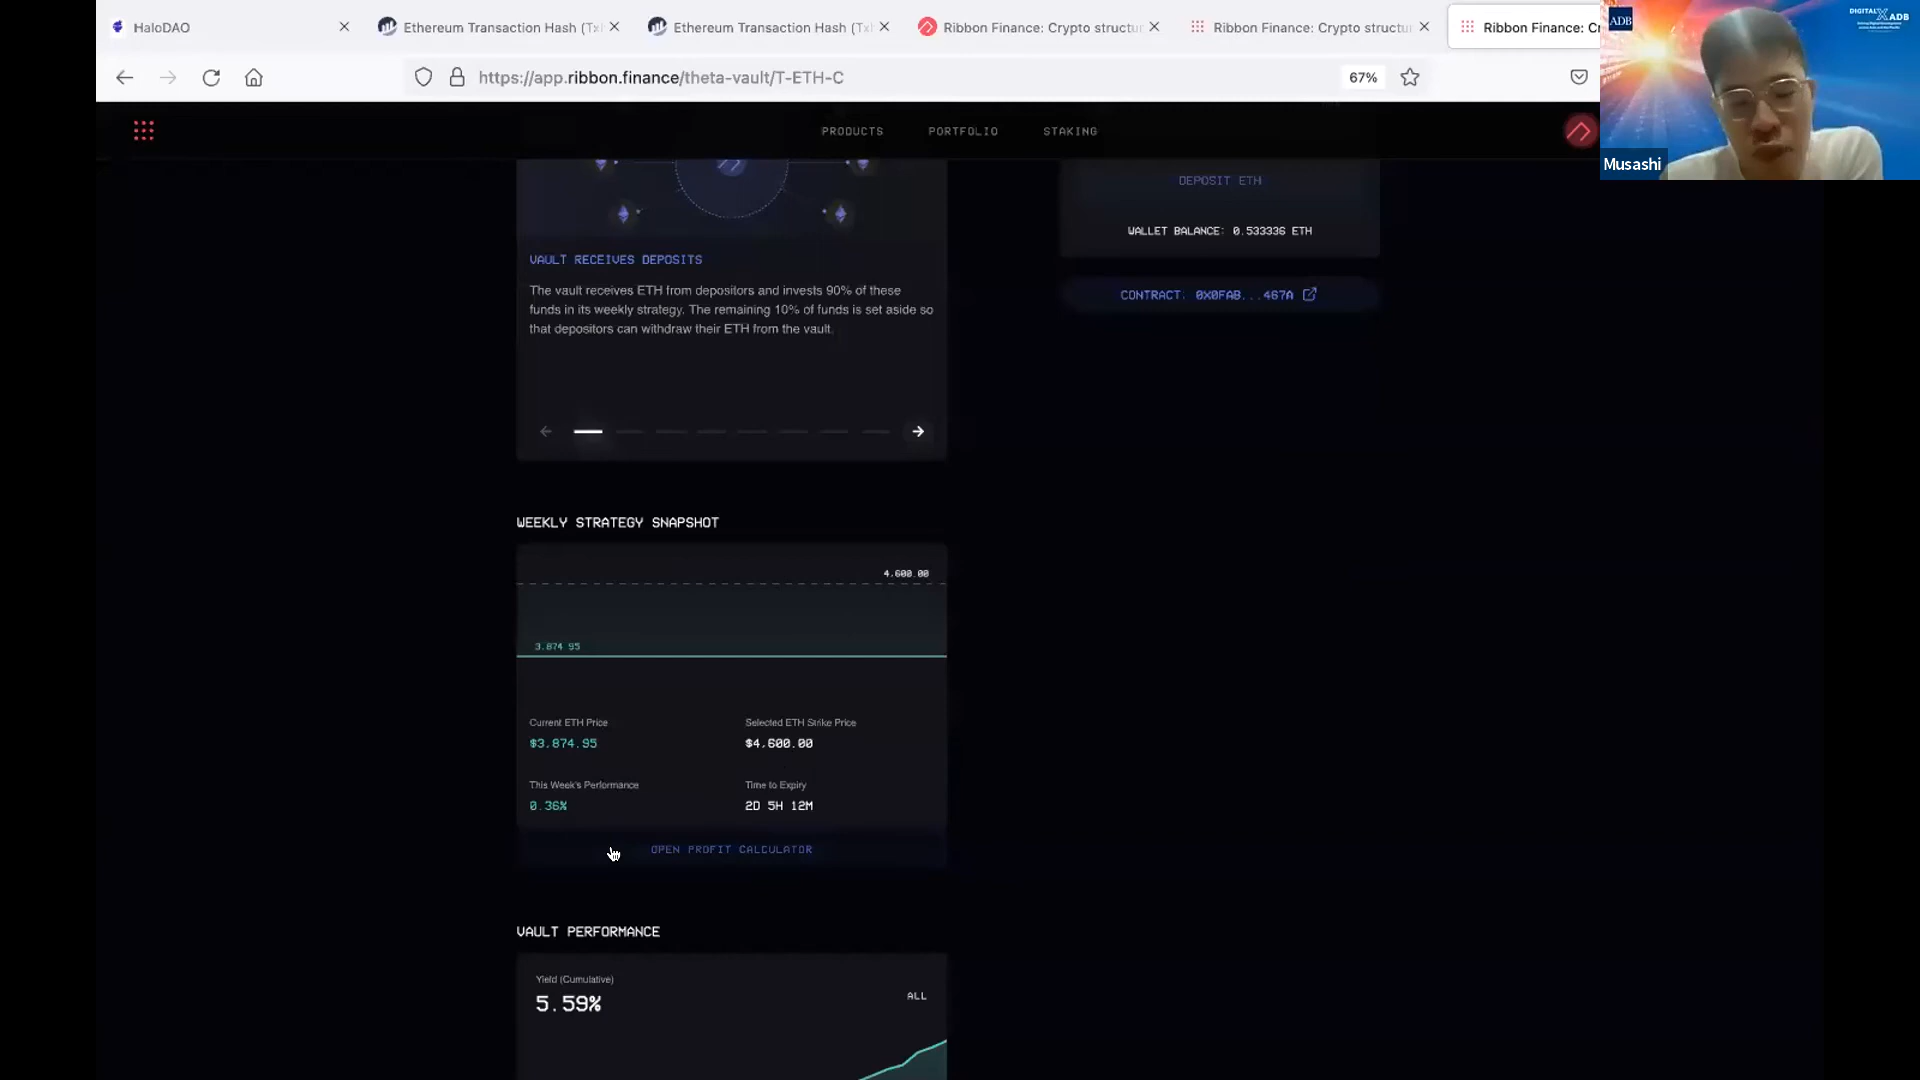 HaloDAO
Ethereum Transaction Hash (Tx
Ethereum Transaction Hash (Tx
Ribbon Finance: Crypto structu
Ribbon Finance: Crypto structu
Ribbon Finance: C
https://app.ribbon.finance/theta-vault/T-ETH-C
67%
ADB
DIGITAL X ADB
Musashi
PRODUCTS
PORTFOLIO
STAKING
DEPOSIT ETH
WALLET BALANCE: 0.533336 ETH
CONTRACT: 0X0FAB...467A
VAULT RECEIVES DEPOSITS
The vault receives ETH from depositors and invests 90% of these
funds in its weekly strategy. The remaining 10% of funds is set aside so
that depositors can withdraw their ETH from the vault.
WEEKLY STRATEGY SNAPSHOT
4,600.00
3,874.95
Current ETH Price
Selected ETH Strike Price
$3,874.95
$4,600.00
This Week's Performance
Time to Expiry
0.36%
2D 5H 12M
OPEN PROFIT CALCULATOR
VAULT PERFORMANCE
Yield (Cumulative)
5.59%
ALL